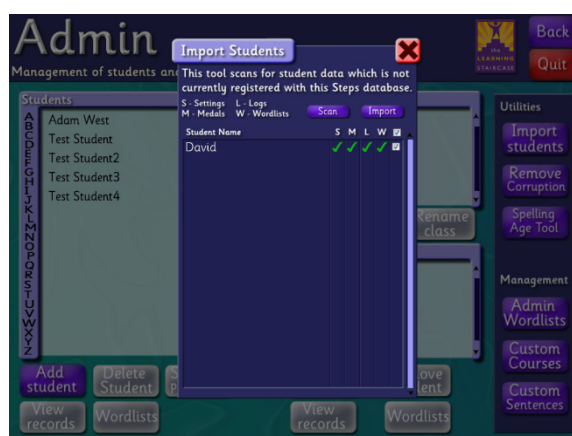 Admin
Management of students an
Back
Quit
the
LEARNING
STAIRCASE
Import Students
This tool scans for student data which is not
currently registered with this Steps database.
S - Settings L - Logs
M - Medals W - Wordlists
Scan
Import
Student Name S M L W
David
Students
A
B
C
D
E
F
G
H
I
J
K
L
M
N
O
P
Q
R
S
T
U
V
W
X
Y
Z
Adam West
Test Student
Test Student2
Test Student3
Test Student4
Rename
class
Utilities
Import
students
Remove
Corruption
Spelling
Age Tool
Management
Admin
Wordlists
Custom
Courses
Custom
Sentences
Add
student
Delete
Student
View
records
Wordlists
View
records
Wordlists